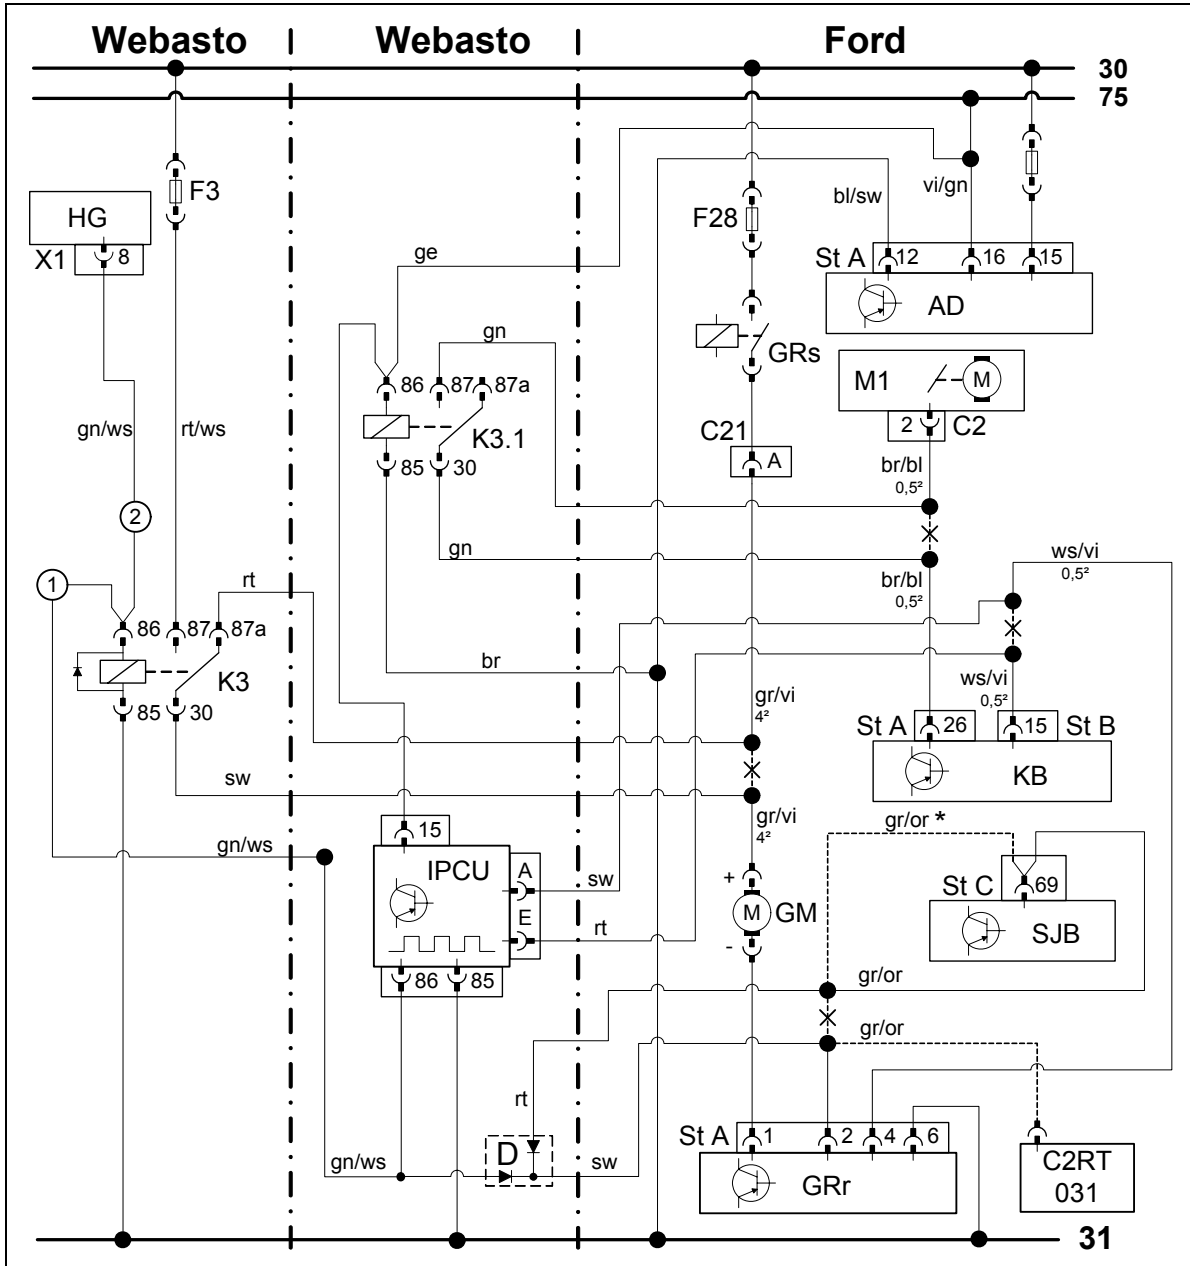 Webasto
Webasto
Ford
30
75
F3
HG
X1 8
gn/ws
rt/ws
2
1
rt
86 87 87a
K3
85 30
sw
gn/ws
ge
gn
86 87 87a
K3.1
85 30
gn
br
15
IPCU
A
E
86 85
sw
rt
rt
D
gn/ws
sw
bl/sw
vi/gn
F28
St A 12 16 15
AD
GRs
M1
M
2 C2
C21
A
br/bl
0,5²
br/bl
0,5²
ws/vi
0,5²
ws/vi
0,5²
gr/vi
4²
St A 26 15 St B
KB
gr/vi
4²
gr/or *
+
M GM
-
St C 69
SJB
gr/or
gr/or
St A 1 2 4 6
GRr
C2RT
031
31